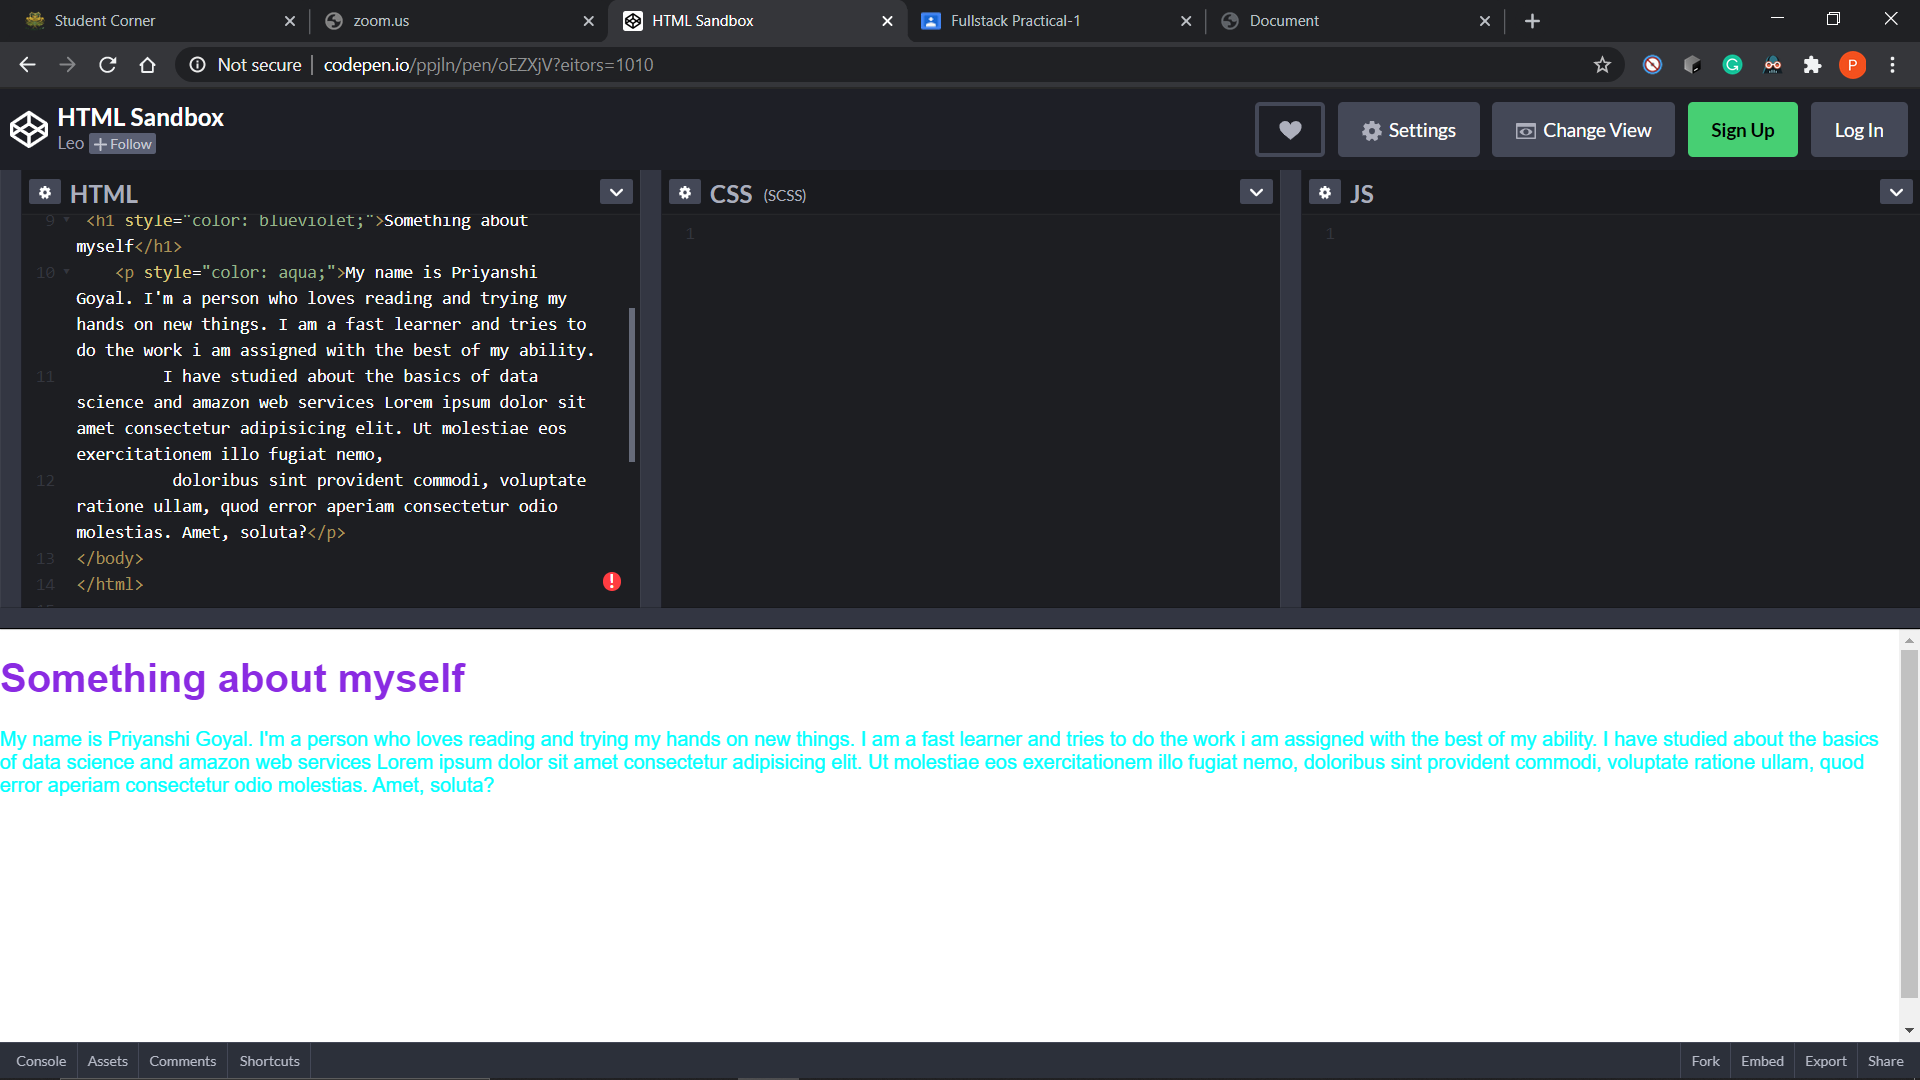 Student Corner
zoom.us
HTML Sandbox
Fullstack Practical-1
Document
Not secure
codepen.io/ppjln/pen/oEZXjV?eitors=1010
P
HTML Sandbox
Leo
+ Follow
Settings
Change View
Sign Up
Log In
HTML
CSS (SCSS)
JS
9 <h1 style="color: blueviolet;">Something about
myself</h1>
10 <p style="color: aqua;">My name is Priyanshi
Goyal. I'm a person who loves reading and trying my
hands on new things. I am a fast learner and tries to
do the work i am assigned with the best of my ability.
11 I have studied about the basics of data
science and amazon web services Lorem ipsum dolor sit
amet consectetur adipisicing elit. Ut molestiae eos
exercitationem illo fugiat nemo,
12 doloribus sint provident commodi, voluptate
ratione ullam, quod error aperiam consectetur odio
molestias. Amet, soluta?</p>
13 </body>
14 </html>
1
1
Something about myself
My name is Priyanshi Goyal. I'm a person who loves reading and trying my hands on new things. I am a fast learner and tries to do the work i am assigned with the best of my ability. I have studied about the basics
of data science and amazon web services Lorem ipsum dolor sit amet consectetur adipisicing elit. Ut molestiae eos exercitationem illo fugiat nemo, doloribus sint provident commodi, voluptate ratione ullam, quod
error aperiam consectetur odio molestias. Amet, soluta?
Console
Assets
Comments
Shortcuts
Fork
Embed
Export
Share